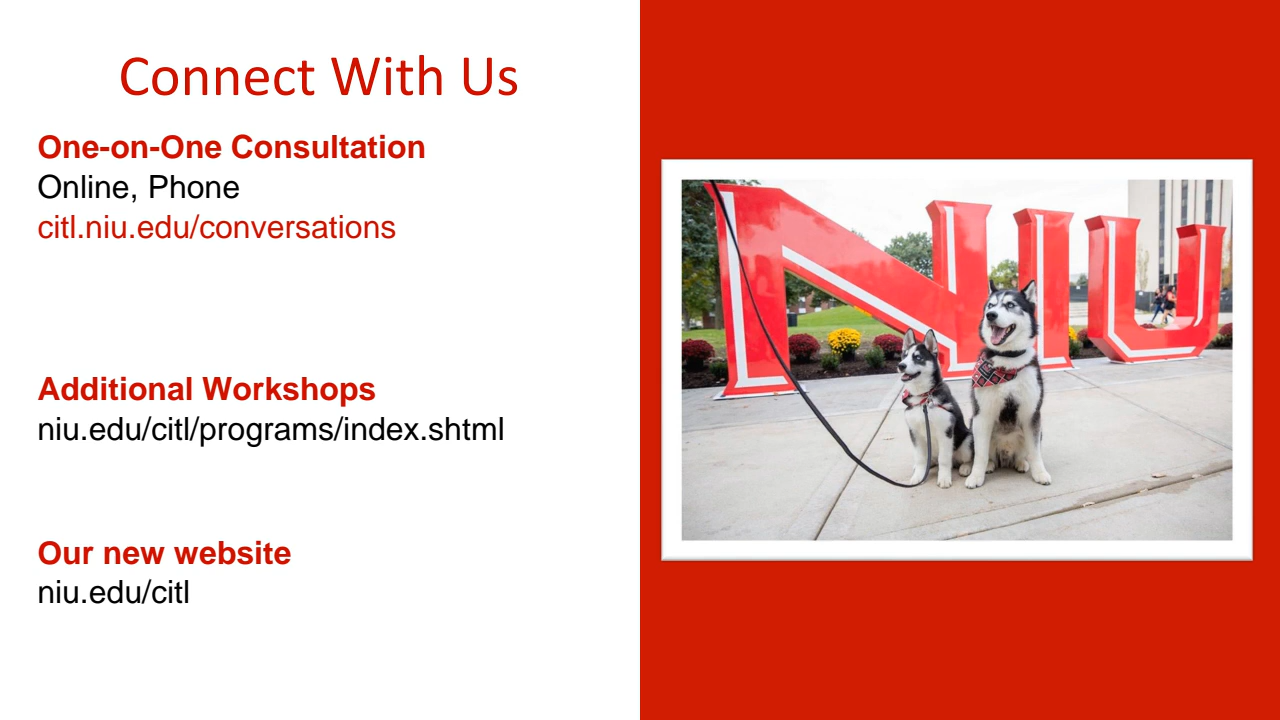 Connect With Us
One-on-One Consultation
Online, Phone
citl.niu.edu/conversations
Additional Workshops
niu.edu/citl/programs/index.shtml
Our new website
niu.edu/citl
NIU